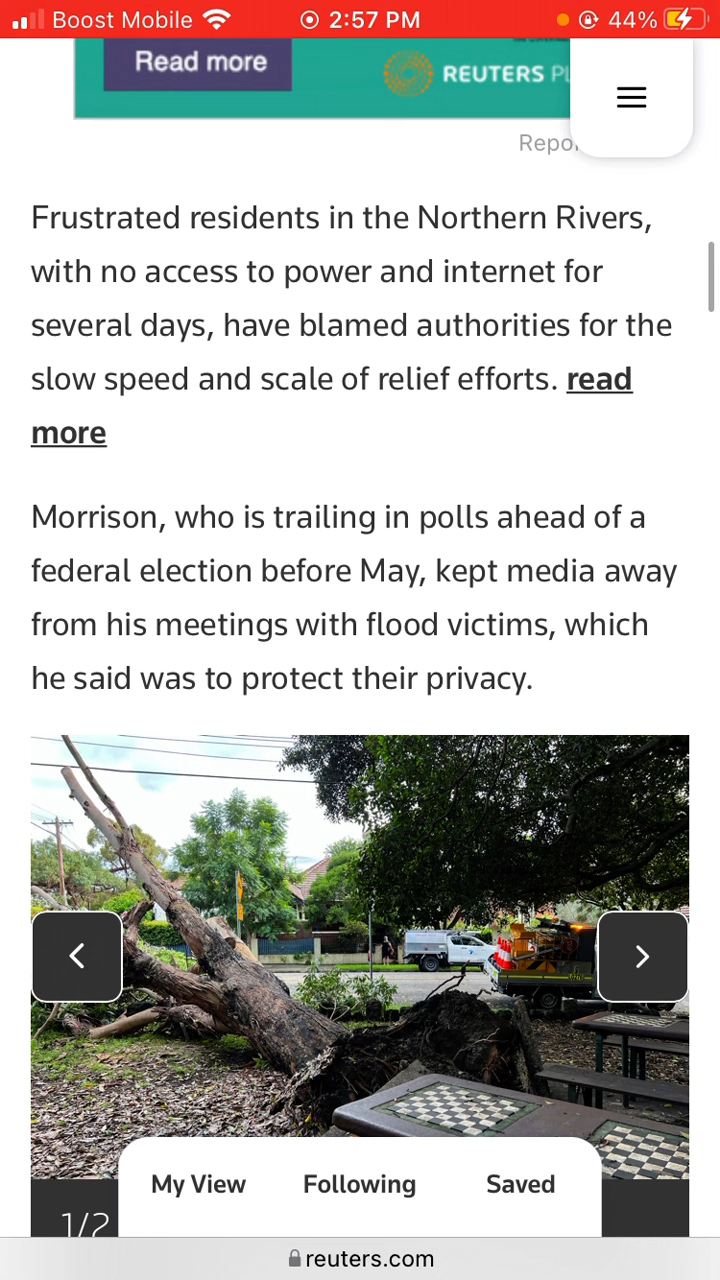 Boost Mobile 2:57 PM 44%
Read more
REUTERS PL
Repor
Frustrated residents in the Northern Rivers,
with no access to power and internet for
several days, have blamed authorities for the
slow speed and scale of relief efforts. read
more
Morrison, who is trailing in polls ahead of a
federal election before May, kept media away
from his meetings with flood victims, which
he said was to protect their privacy.
My View Following Saved
1/2
reuters.com